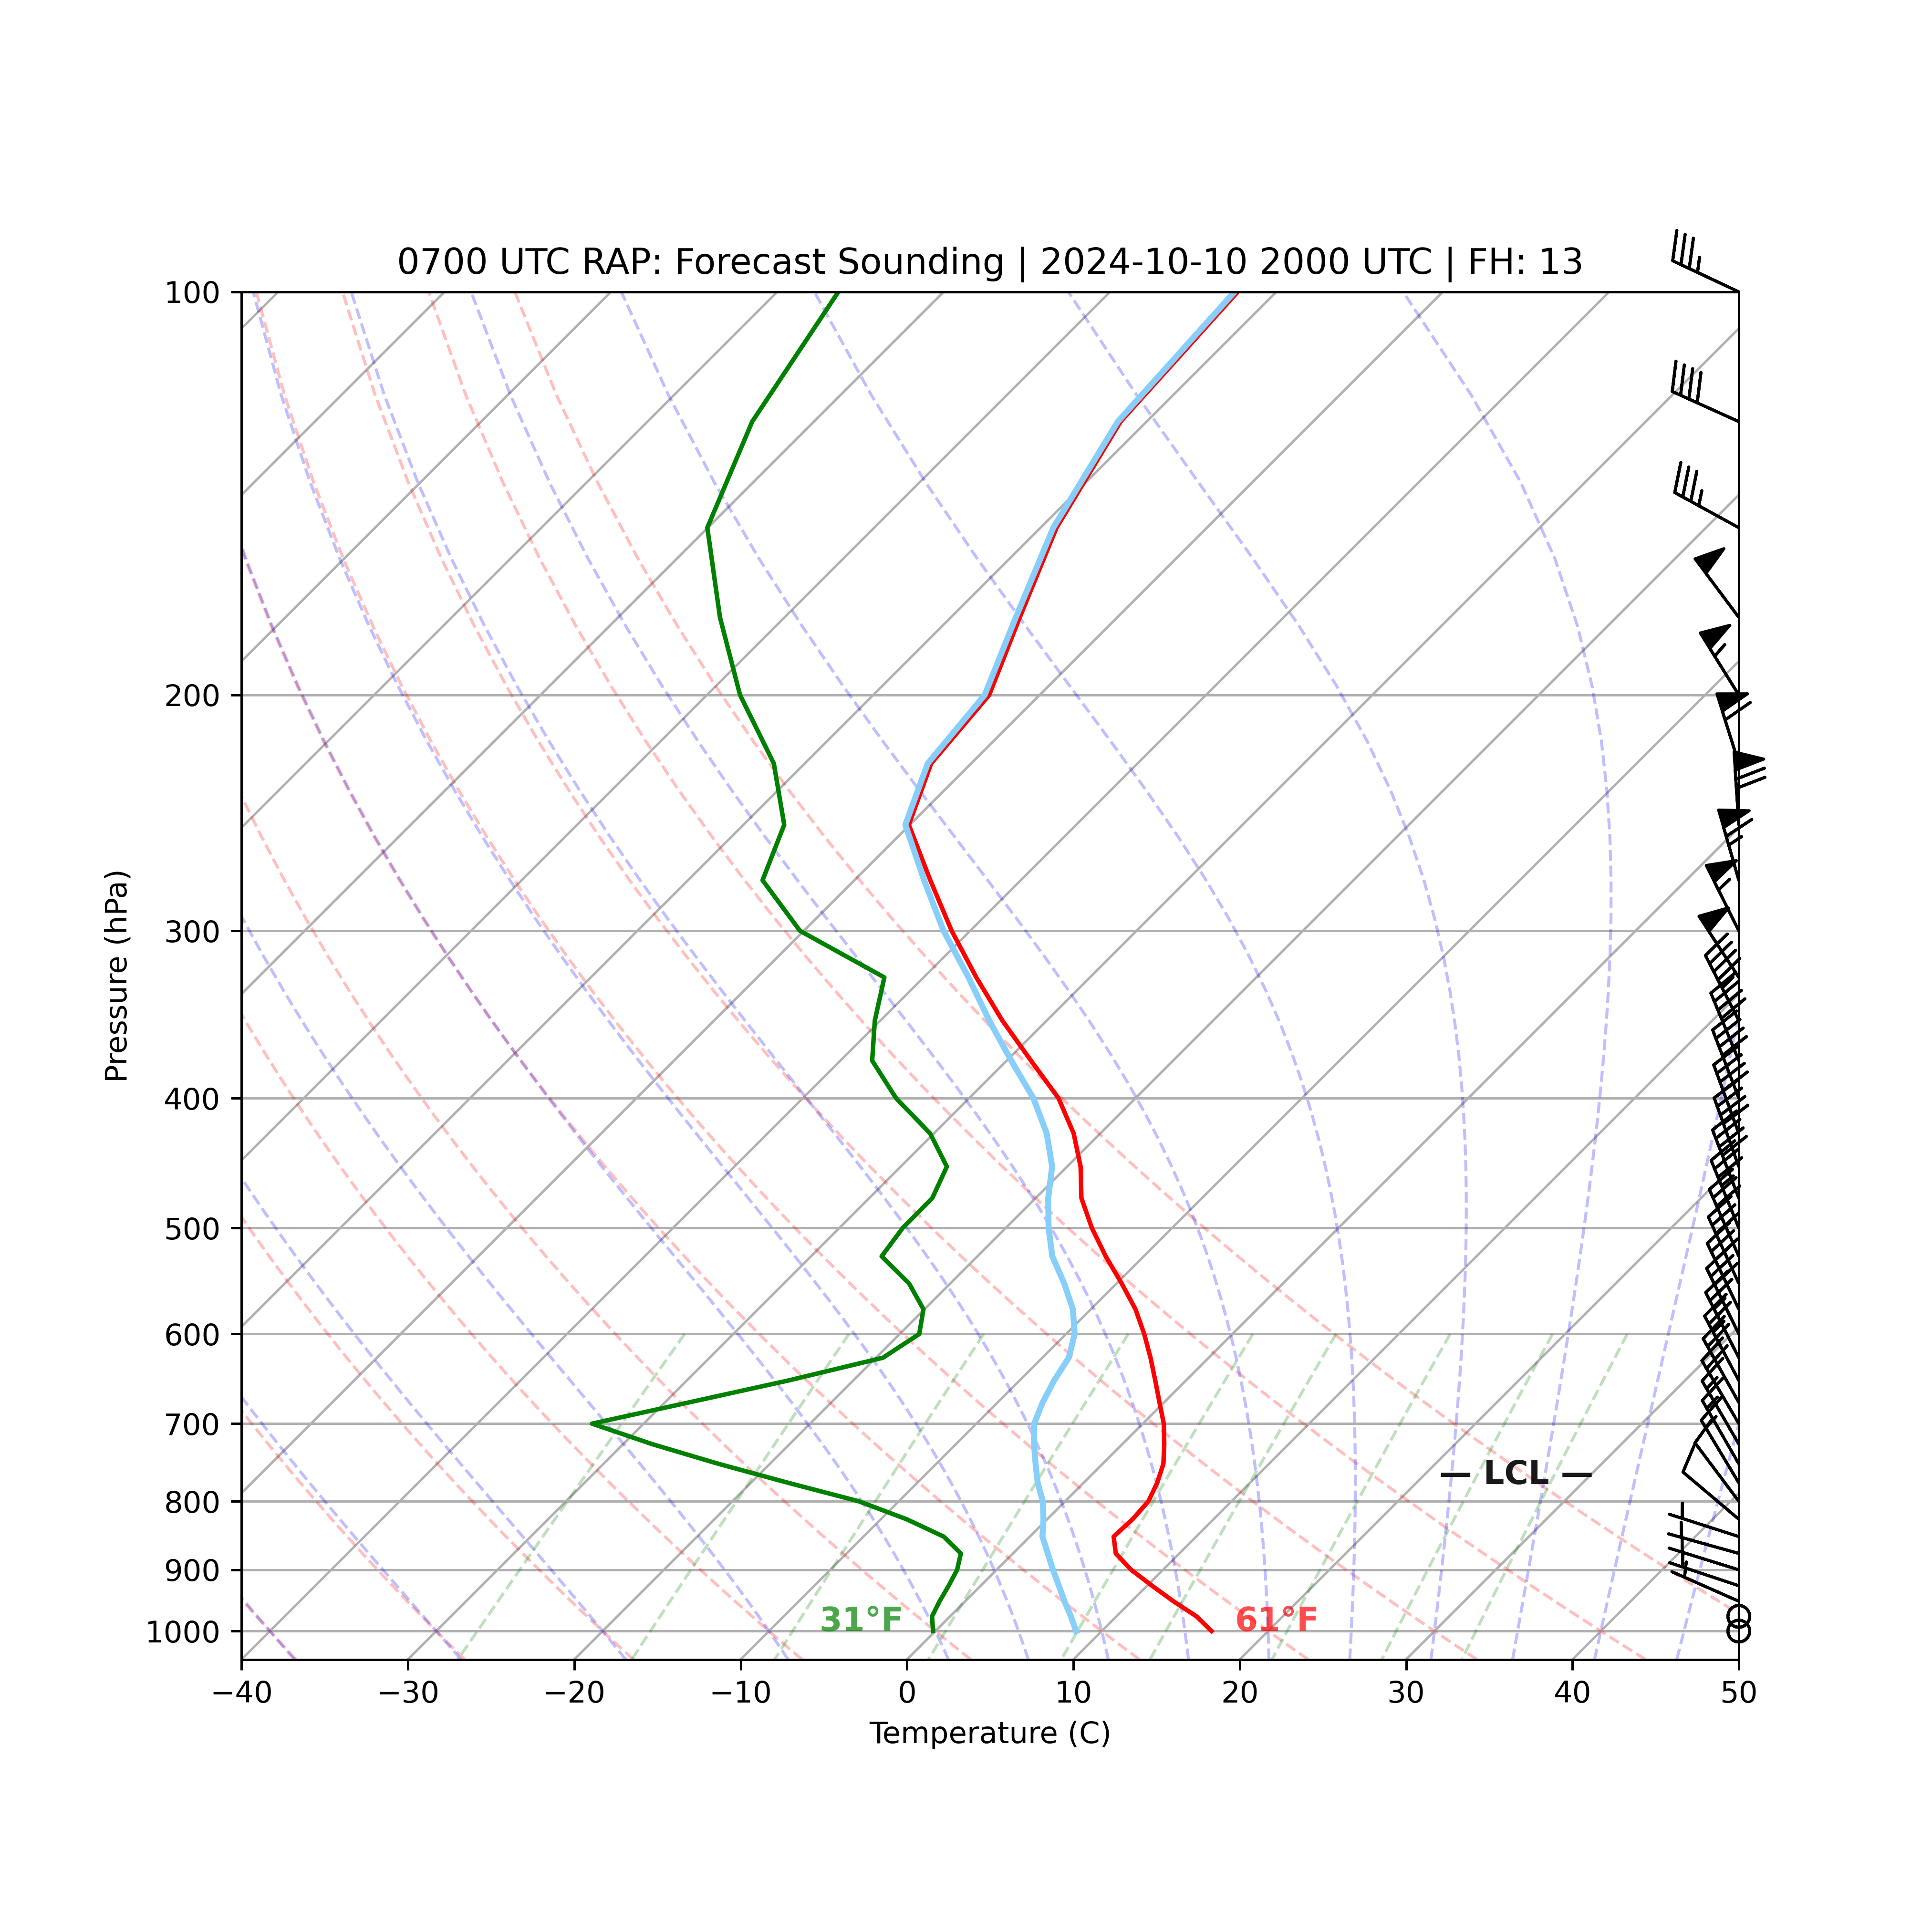 0700 UTC RAP: Forecast Sounding | 2024-10-10 2000 UTC | FH: 13
100
200
300
400
500
600
700
800
900
1000
Pressure (hPa)
— LCL —
31°F
61°F
−40 −30 −20 −10 0 10 20 30 40 50
Temperature (C)